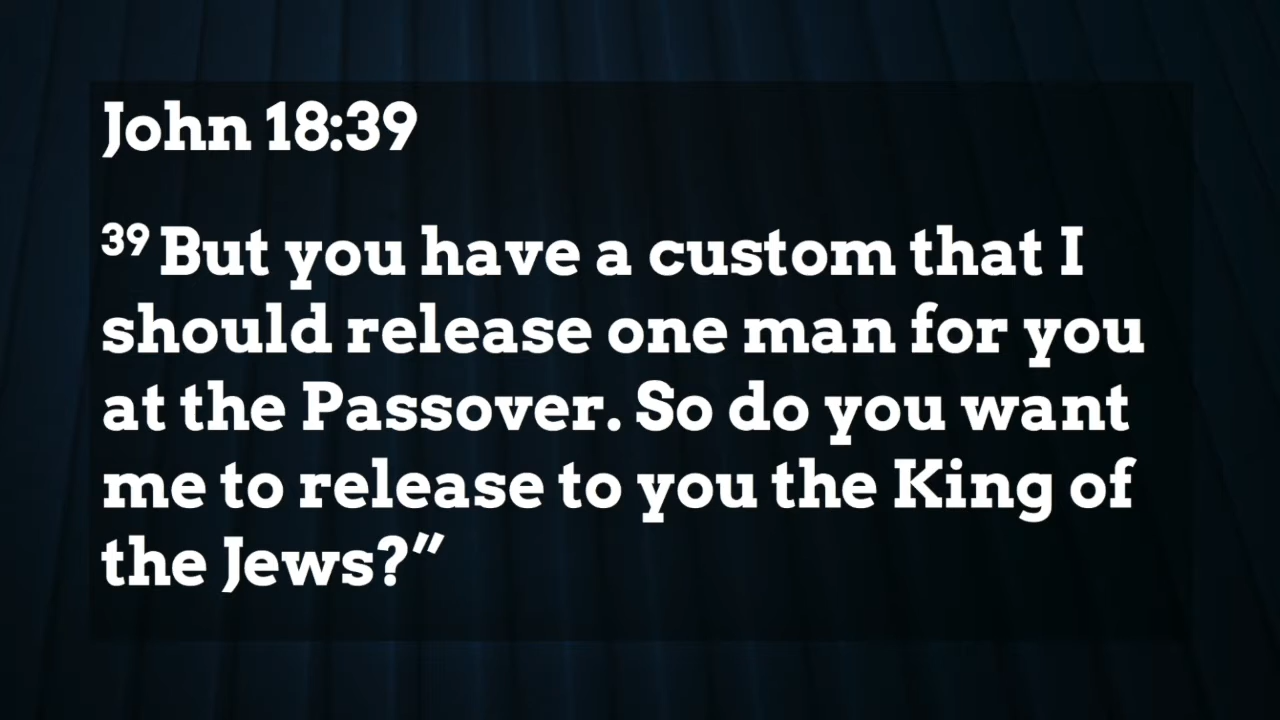 John 18:39
39 But you have a custom that I
should release one man for you
at the Passover. So do you want
me to release to you the King of
the Jews?”